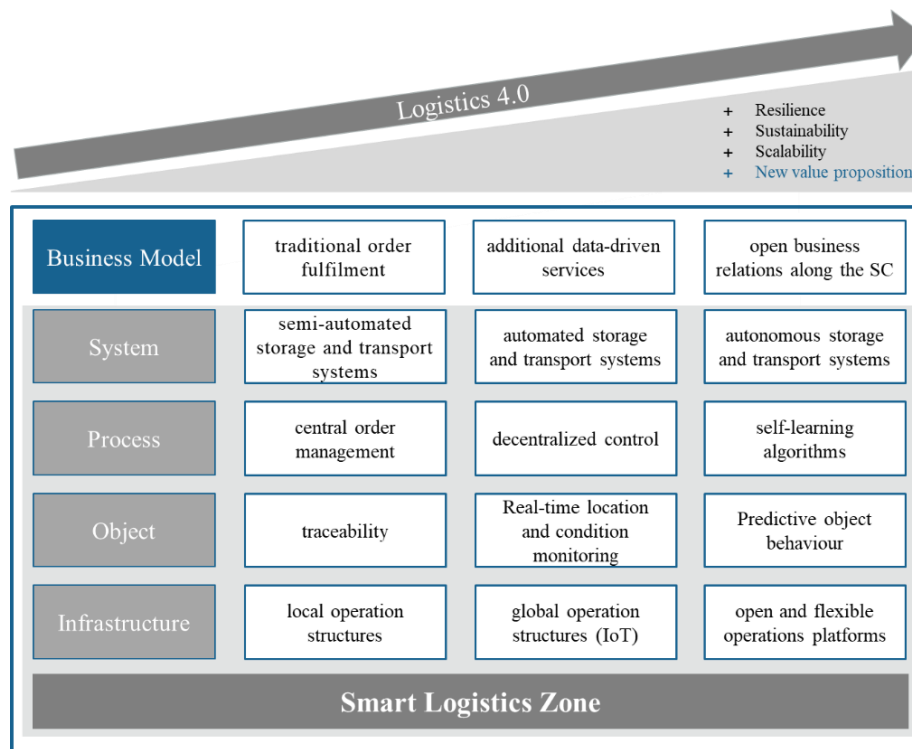 Logistics 4.0
+ Resilience
+ Sustainability
+ Scalability
+ New value proposition
Business Model
traditional order
fulfilment
additional data-driven
services
open business
relations along the SC
System
semi-automated
storage and transport
systems
automated storage
and transport systems
autonomous storage
and transport systems
Process
central order
management
decentralized control
self-learning
algorithms
Object
traceability
Real-time location
and condition
monitoring
Predictive object
behaviour
Infrastructure
local operation
structures
global operation
structures (IoT)
open and flexible
operations platforms
Smart Logistics Zone